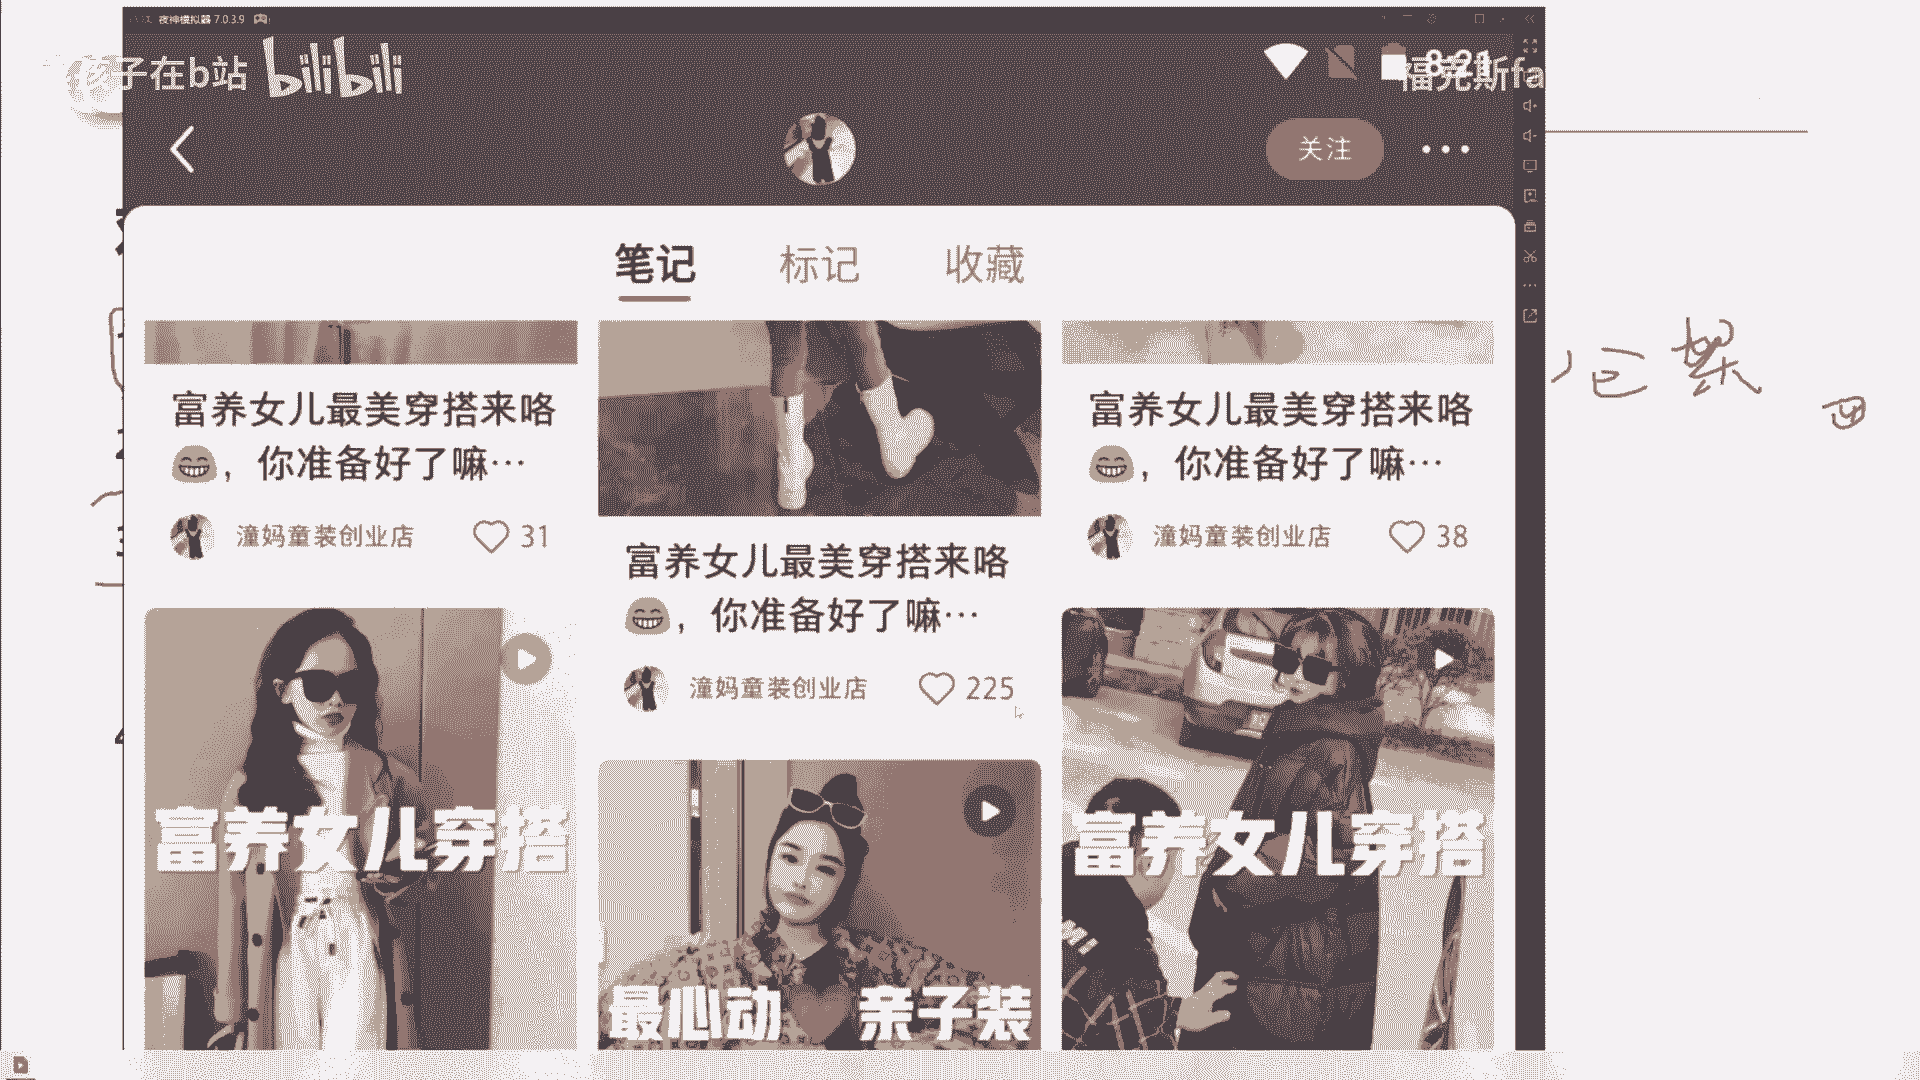 夜神模拟器 7.0.3.9
孩子在b站 bilibili
8:21
福克斯fa
关注
笔记 标记 收藏
富养女儿最美穿搭来咯
😁，你准备好了嘛…
潼妈童装创业店 31
富养女儿最美穿搭来咯
😁，你准备好了嘛…
潼妈童装创业店 225
富养女儿最美穿搭来咯
😁，你准备好了嘛…
潼妈童装创业店 38
富养女儿穿搭
最心动 亲子装
富养女儿穿搭